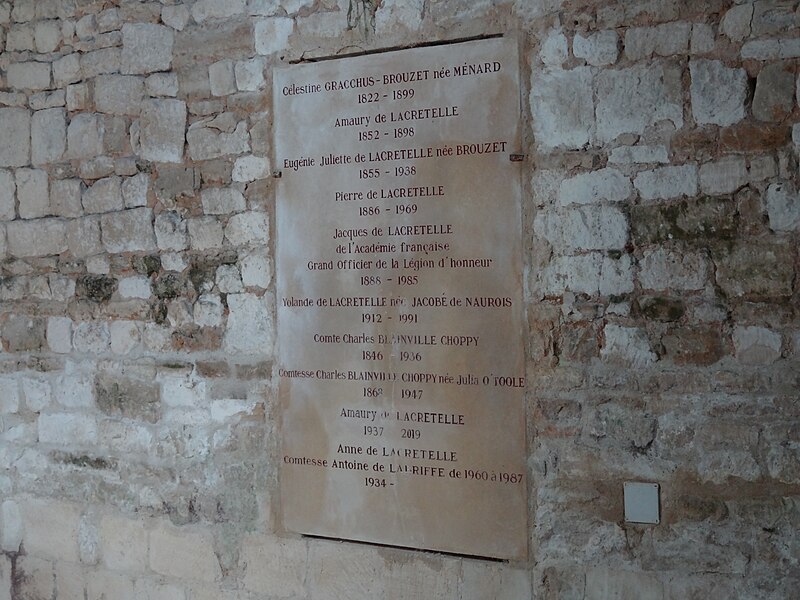 Célestine GRACCHUS-BROUZET née MÉNARD
1822 - 1899
Amaury de LACRETELLE
1852 - 1898
Eugénie Juliette de LACRETELLE née BROUZET
1855 - 1938
Pierre de LACRETELLE
1886 - 1969
Jacques de LACRETELLE
de l'Académie française
Grand Officier de la Légion d'honneur
1888 - 1985
Yolande de LACRETELLE née JACOBÉ de NAUROIS
1912 - 1991
Comte Charles BLAINVILLE CHOPPY
1846 - 1936
Comtesse Charles BLAINVILLE CHOPPY née Julia O'TOOLE
1947
Amaury de LACRETELLE
1937 2019
Anne de LACRETELLE
Comtesse Antoine de de 1960 à 1987
1934 -